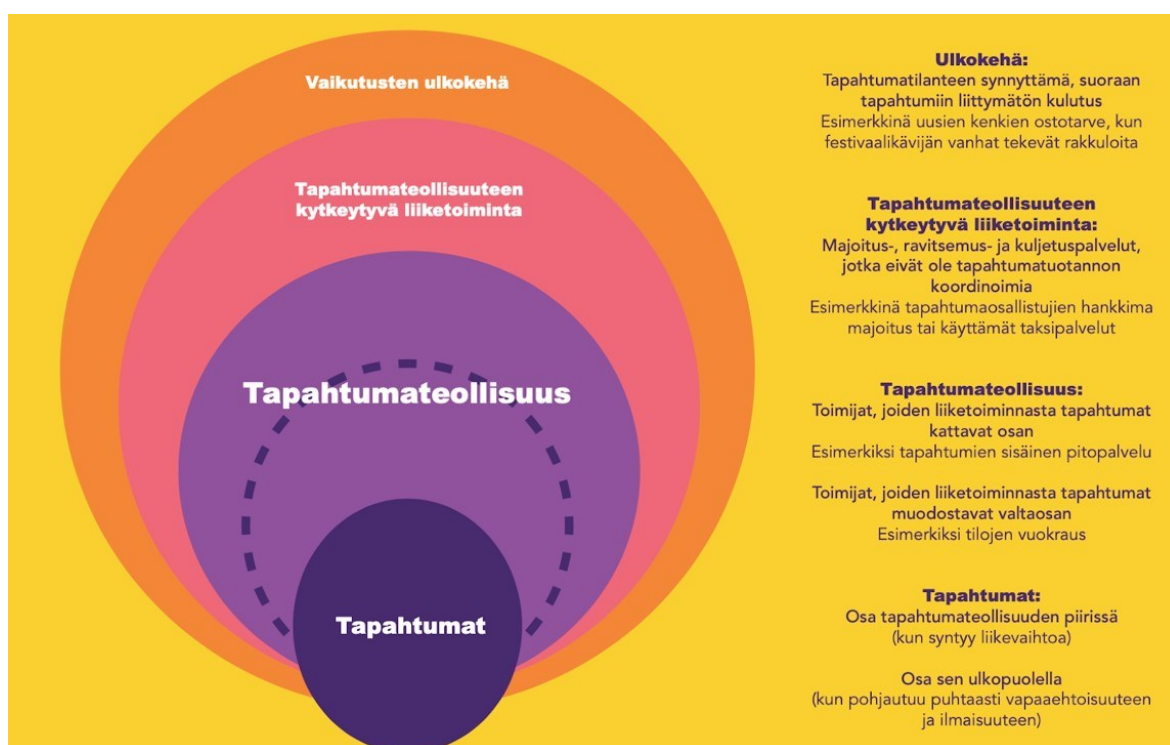 Vaikutusten ulkokehä
Tapahtumateollisuuteen
kytkeytyvä liiketoiminta
Tapahtumateollisuus
Tapahtumat
Ulkokehä:
Tapahtumatilanteen synnyttämä, suoraan
tapahtumiin liittymätön kulutus
Esimerkkinä uusien kenkien ostotarve, kun
festivaalikävijän vanhat tekevät rakkuloita
Tapahtumateollisuuteen
kytkeytyvä liiketoiminta:
Majoitus-, ravitsemus- ja kuljetuspalvelut,
jotka eivät ole tapahtumatuotannon
koordinoimia
Esimerkkinä tapahtumaosallistujien hankkima
majoitus tai käyttämät taksipalvelut
Tapahtumateollisuus:
Toimijat, joiden liiketoiminnasta tapahtumat
kattavat osan
Esimerkiksi tapahtumien sisäinen pitopalvelu
Toimijat, joiden liiketoiminnasta tapahtumat
muodostavat valtaosan
Esimerkiksi tilojen vuokraus
Tapahtumat:
Osa tapahtumateollisuuden piirissä
(kun syntyy liikevaihtoa)
Osa sen ulkopuolella
(kun pohjautuu puhtaasti vapaaehtoisuuteen
ja ilmaisuuteen)